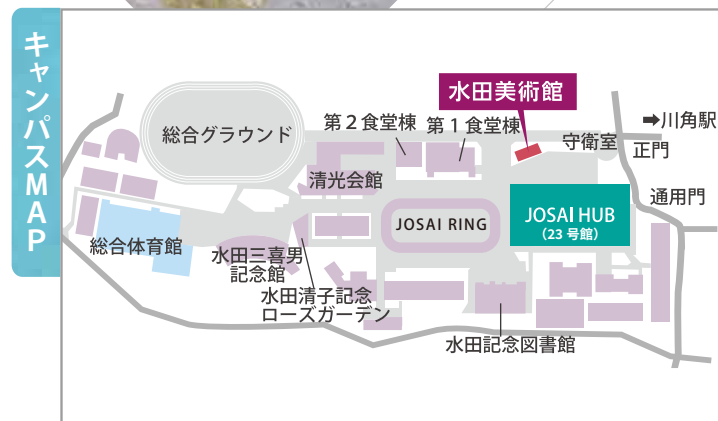 キャンパスMAP
水田美術館
➡川角駅
総合グラウンド
第2食堂棟
第1食堂棟
守衛室
正門
清光会館
通用門
JOSAI RING
JOSAI HUB
（23号館）
総合体育館
水田三喜男
記念館
水田清子記念
ローズガーデン
水田記念図書館